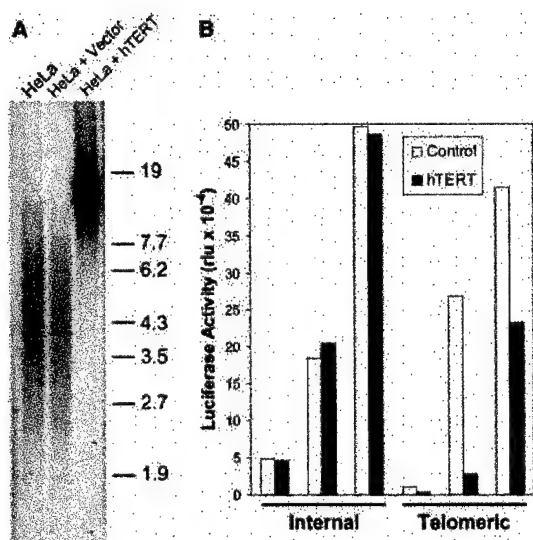 A
HeLa
HeLa + Vector
HeLa + hTERT
19
7.7
6.2
4.3
3.5
2.7
1.9
B
Luciferase Activity (rlu x 10⁻⁴)
50
45
40
35
30
25
20
15
10
5
0
Control
hTERT
Internal
Telomeric